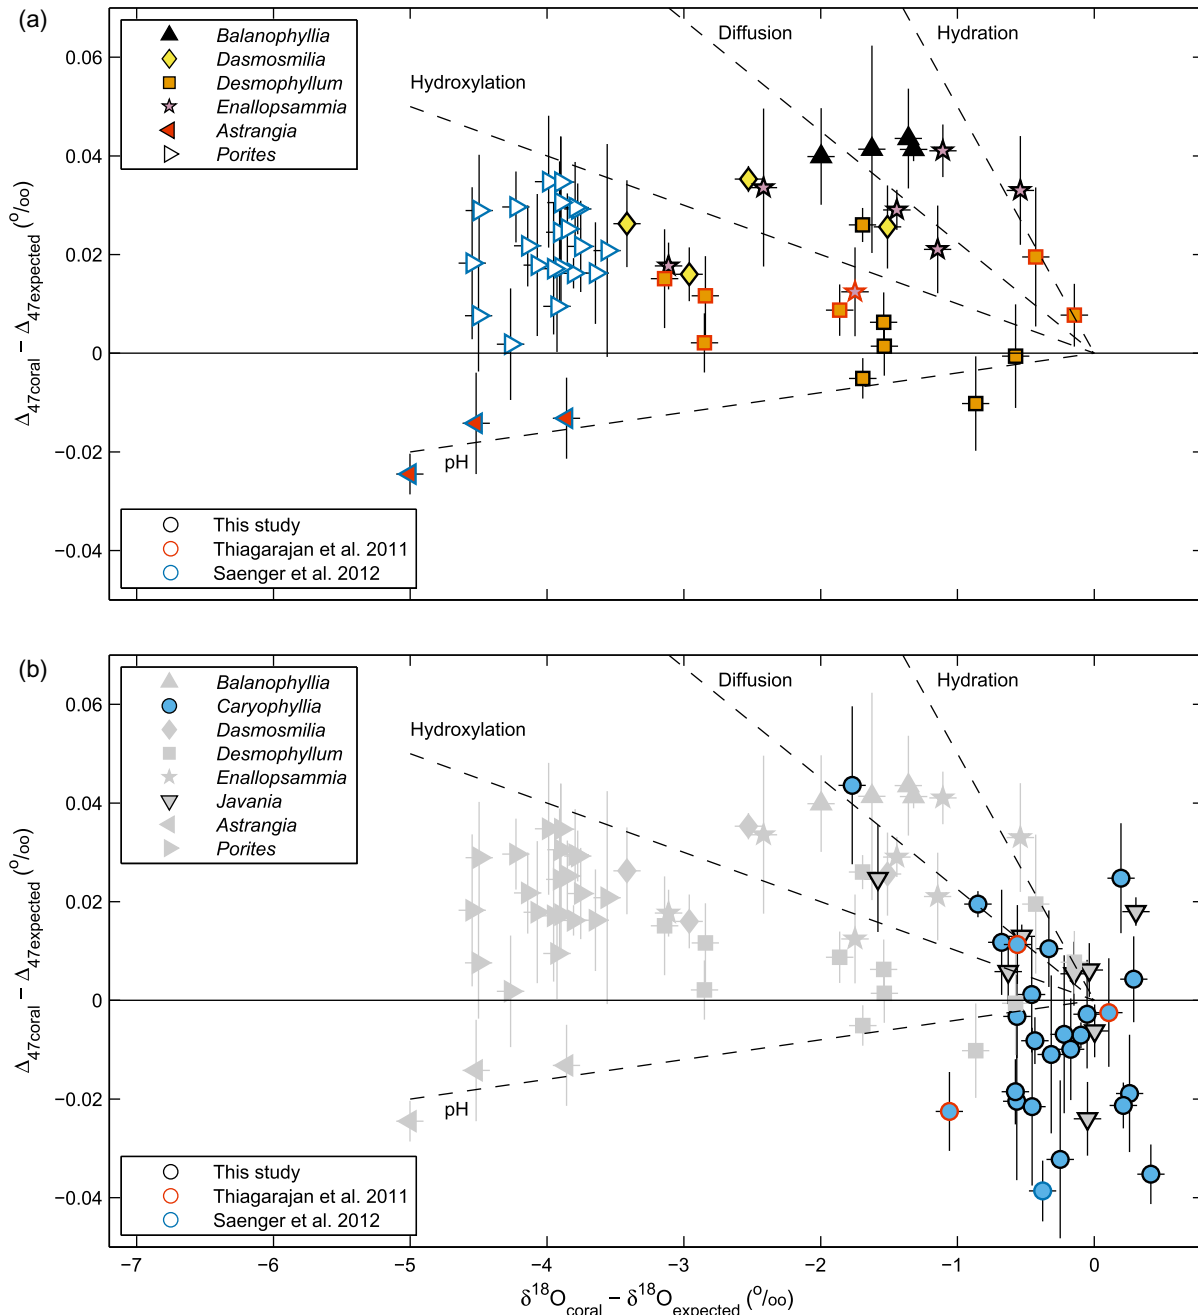 (a)
Balanophyllia
Dasmosmilia
Desmophyllum
Enallopsammia
Astrangia
Porites
Diffusion
Hydration
Hydroxylation
pH
0.06
0.04
0.02
0
−0.02
−0.04
Δ47coral − Δ47expected (o/oo)
This study
Thiagarajan et al. 2011
Saenger et al. 2012
(b)
Balanophyllia
Caryophyllia
Dasmosmilia
Desmophyllum
Enallopsammia
Javania
Astrangia
Porites
Diffusion
Hydration
Hydroxylation
pH
0.06
0.04
0.02
0
−0.02
−0.04
Δ47coral − Δ47expected (o/oo)
This study
Thiagarajan et al. 2011
Saenger et al. 2012
−7 −6 −5 −4 −3 −2 −1 0
δ18Ocoral − δ18Oexpected (o/oo)